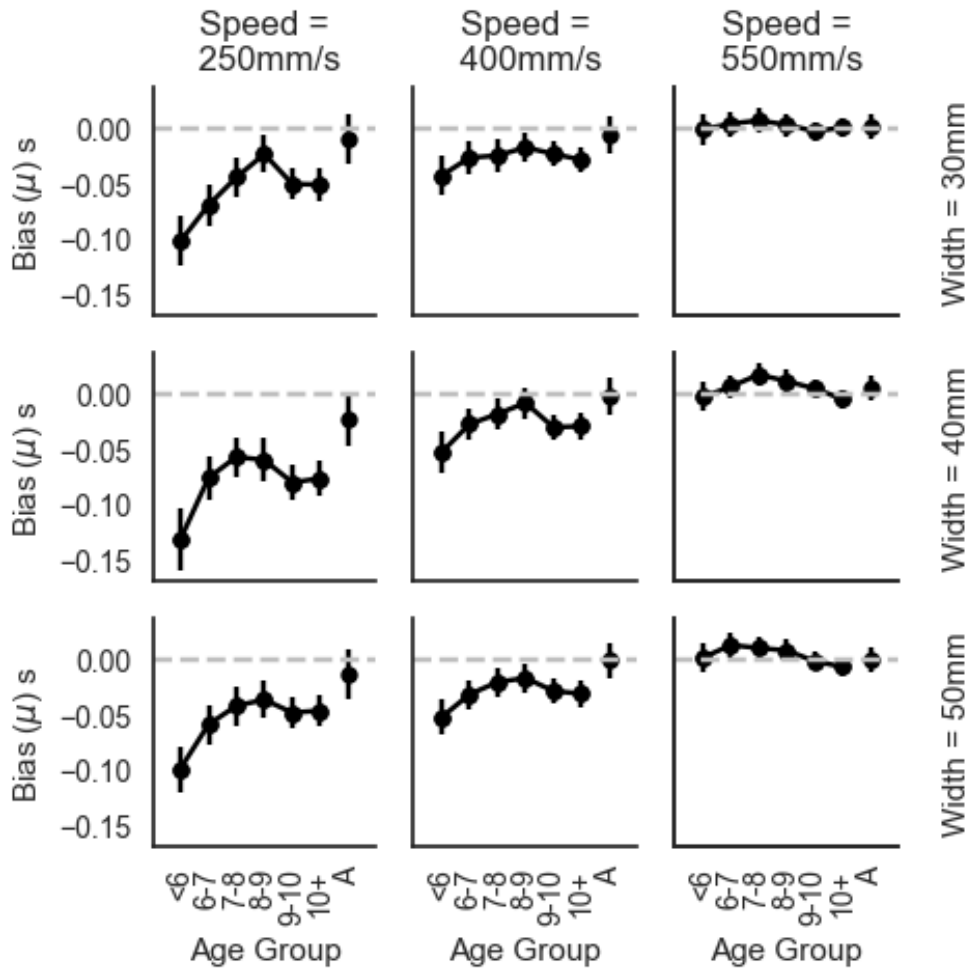 Speed =
250mm/s
Speed =
400mm/s
Speed =
550mm/s
Bias (μ) s
0.00
−0.05
−0.10
−0.15
Width = 30mm
Bias (μ) s
0.00
−0.05
−0.10
−0.15
Width = 40mm
Bias (μ) s
0.00
−0.05
−0.10
−0.15
Width = 50mm
<6
6-7
7-8
8-9
9-10
10+
A
<6
6-7
7-8
8-9
9-10
10+
A
<6
6-7
7-8
8-9
9-10
10+
A
Age Group
Age Group
Age Group